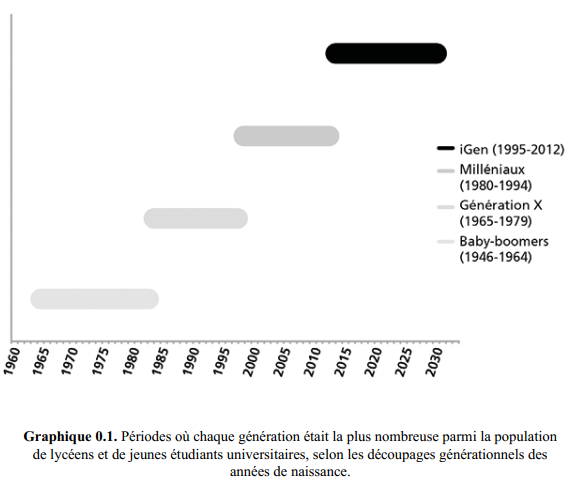 iGen (1995-2012)
Milléniaux
(1980-1994)
Génération X
(1965-1979)
Baby-boomers
(1946-1964)
1960
1965
1970
1975
1980
1985
1990
1995
2000
2005
2010
2015
2020
2025
2030
Graphique 0.1. Périodes où chaque génération était la plus nombreuse parmi la population
de lycéens et de jeunes étudiants universitaires, selon les découpages générationnels des
années de naissance.